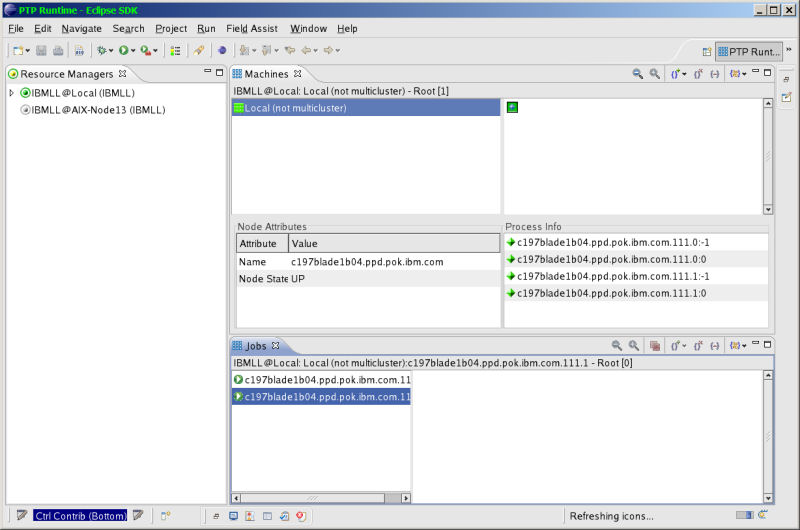 PTP Runtime - Eclipse SDK
File Edit Navigate Search Project Run Field Assist Window Help
PTP Runt...
Resource Managers
IBMLL@Local (IBMLL)
IBMLL@AIX-Node13 (IBMLL)
Machines
IBMLL@Local: Local (not multicluster) - Root [1]
Local (not multicluster)
Node Attributes
Attribute Value
Name c197blade1b04.ppd.pok.ibm.com
Node State UP
Process Info
c197blade1b04.ppd.pok.ibm.com.111.0:-1
c197blade1b04.ppd.pok.ibm.com.111.0:0
c197blade1b04.ppd.pok.ibm.com.111.1:-1
c197blade1b04.ppd.pok.ibm.com.111.1:0
Jobs
IBMLL@Local: Local (not multicluster):c197blade1b04.ppd.pok.ibm.com.111.1 - Root [0]
c197blade1b04.ppd.pok.ibm.com.11
c197blade1b04.ppd.pok.ibm.com.11
Ctrl Contrib (Bottom)
Refreshing icons...